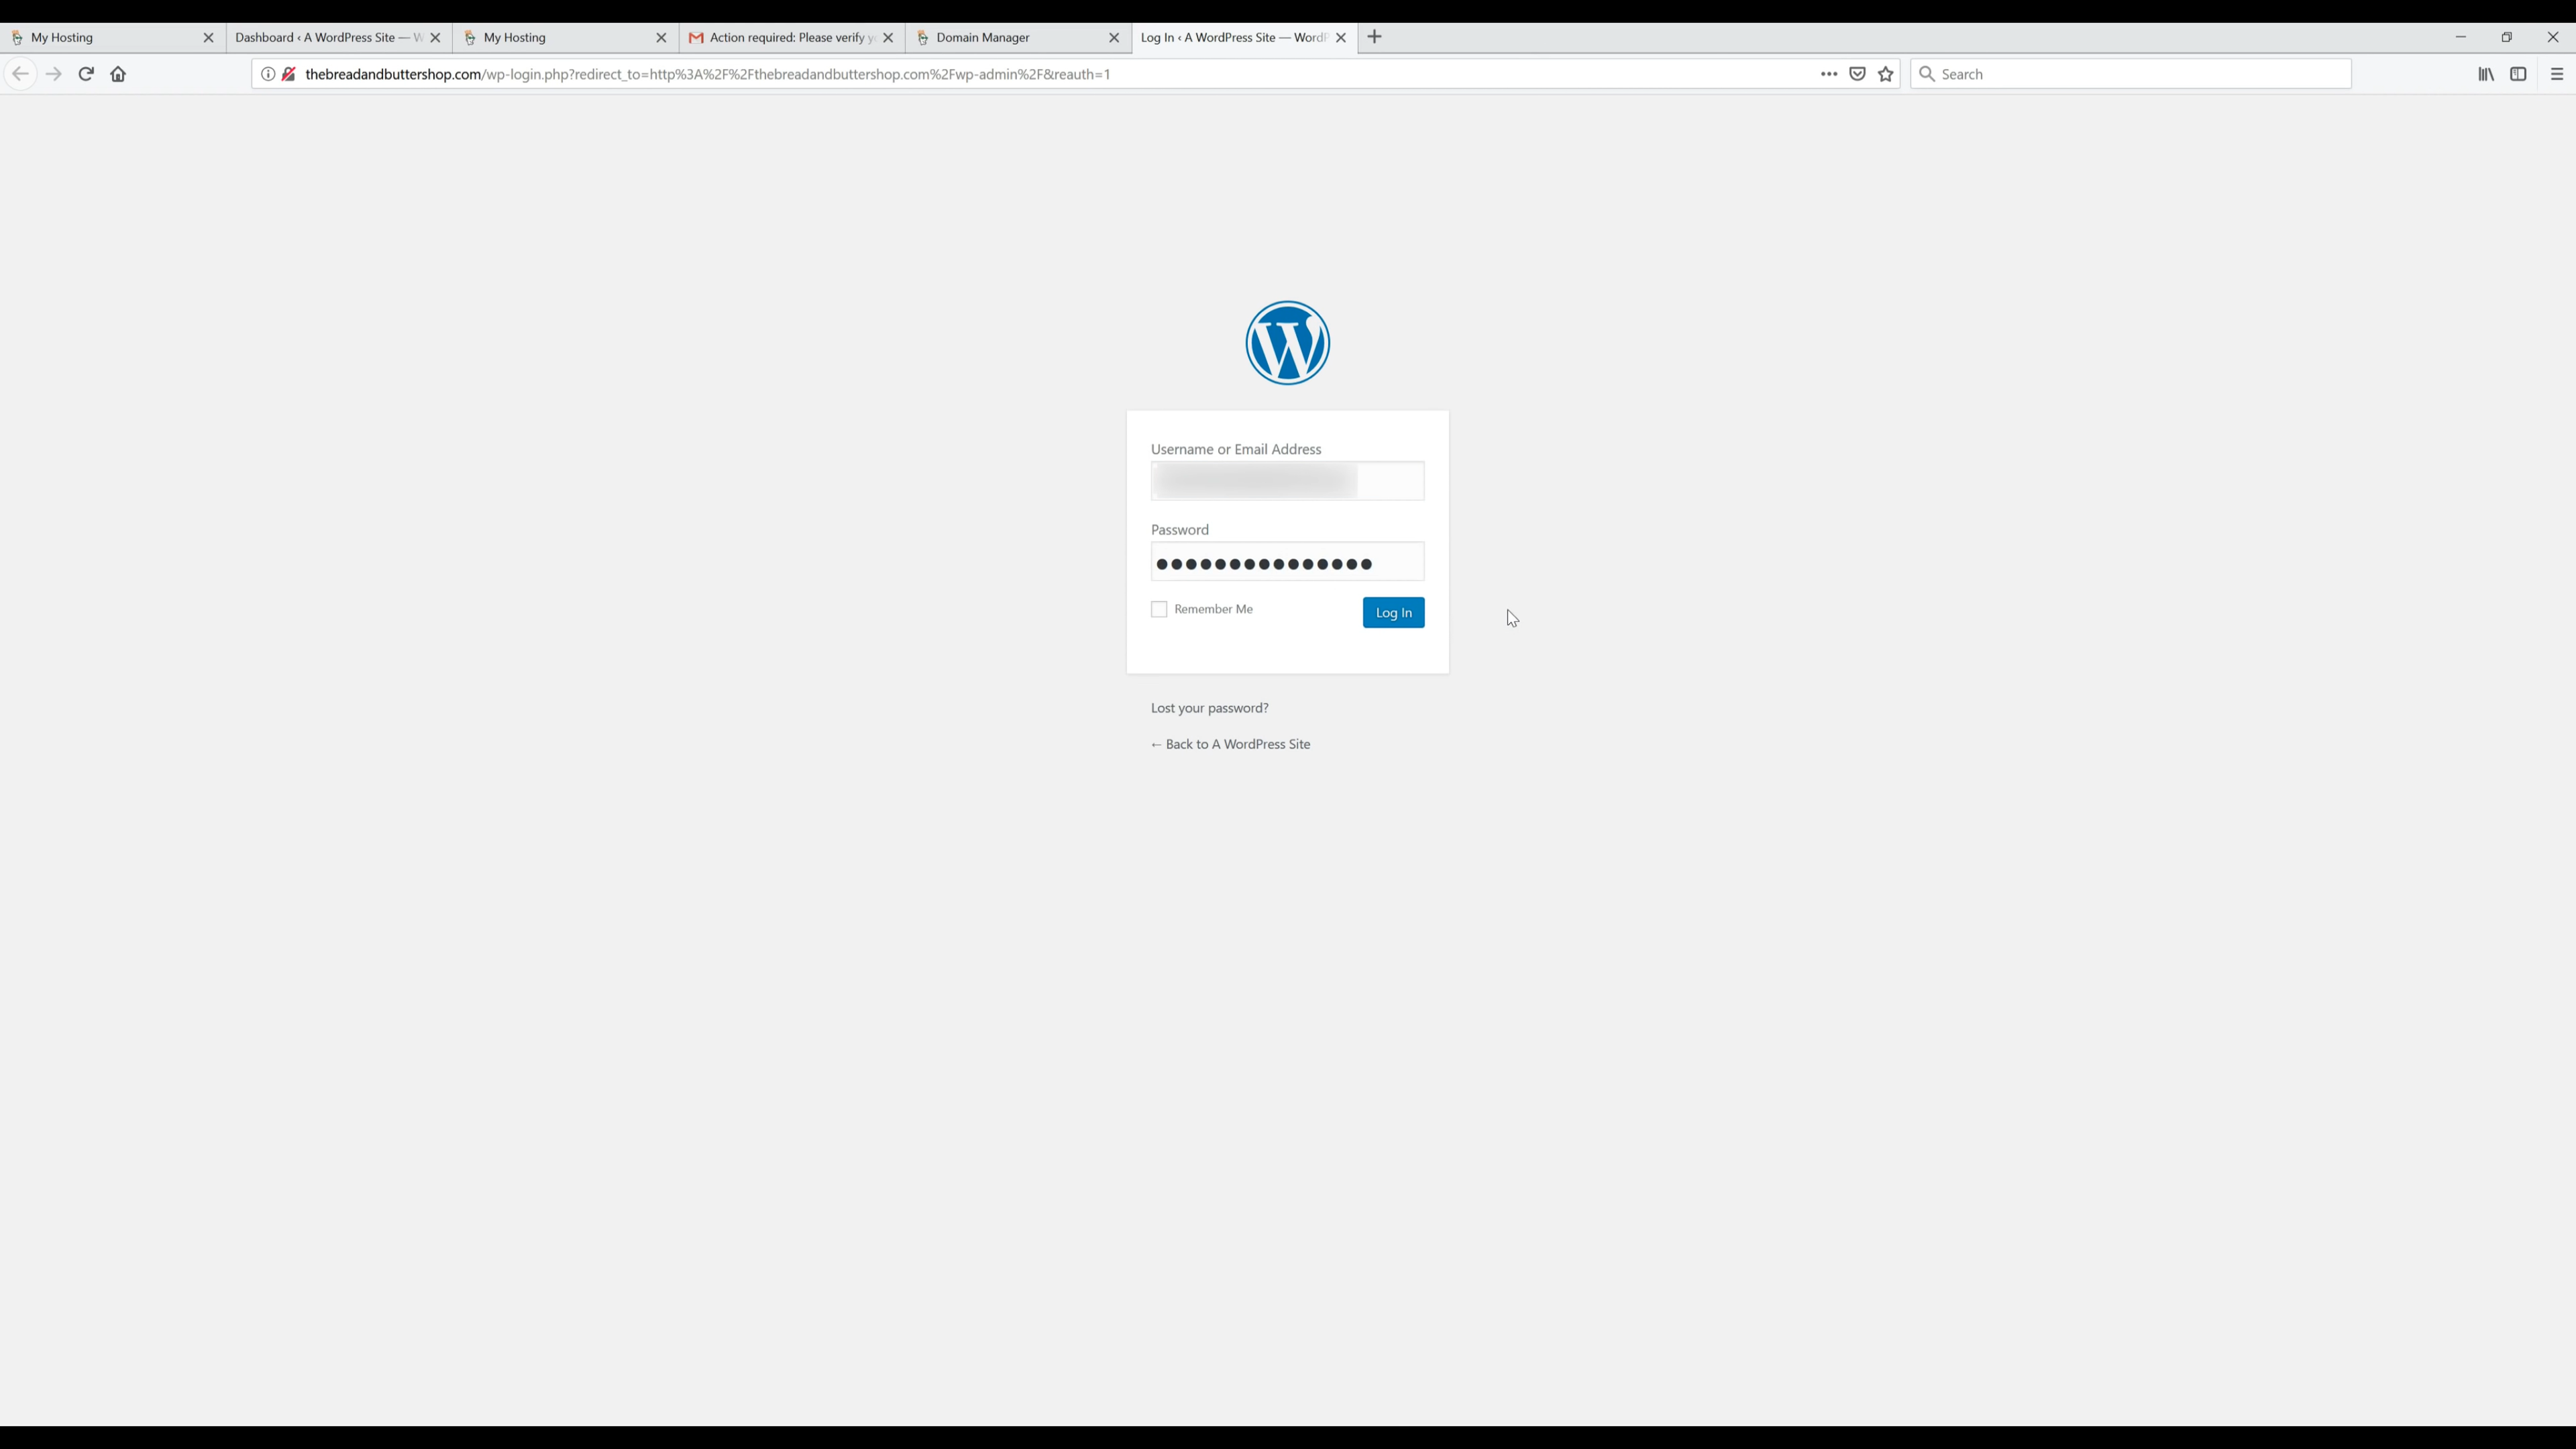 My Hosting
Dashboard ‹ A WordPress Site — W
My Hosting
Action required: Please verify y
Domain Manager
Log In ‹ A WordPress Site — WordP
thebreadandbuttershop.com/wp-login.php?redirect_to=http%3A%2F%2Fthebreadandbuttershop.com%2Fwp-admin%2F&reauth=1
Search
Username or Email Address
Password
Remember Me
Log In
Lost your password?
← Back to A WordPress Site